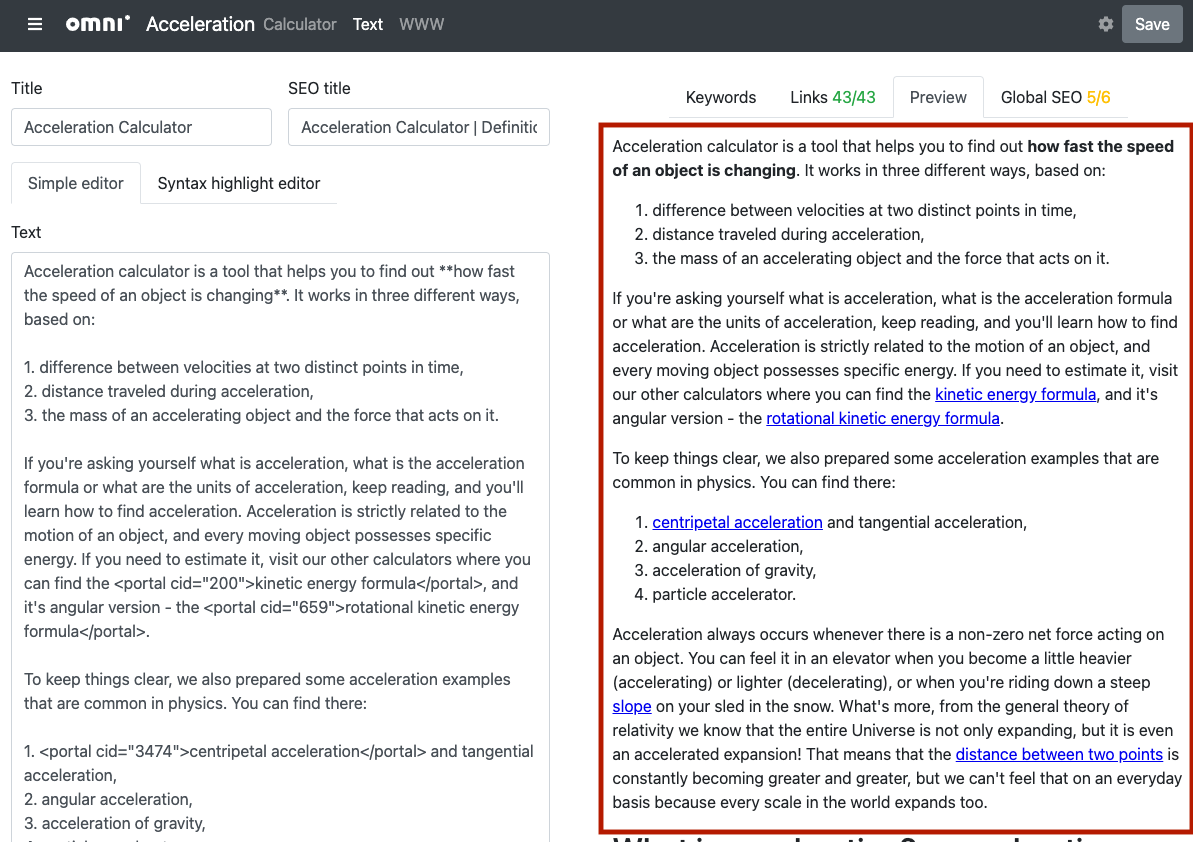 omni Acceleration Calculator Text WWW Save
Title
SEO title
Acceleration Calculator
Acceleration Calculator | Definitic
Simple editor Syntax highlight editor
Text
Acceleration calculator is a tool that helps you to find out **how fast
the speed of an object is changing**. It works in three different ways,
based on:
1. difference between velocities at two distinct points in time,
2. distance traveled during acceleration,
3. the mass of an accelerating object and the force that acts on it.
If you're asking yourself what is acceleration, what is the acceleration
formula or what are the units of acceleration, keep reading, and you'll
learn how to find acceleration. Acceleration is strictly related to the
motion of an object, and every moving object possesses specific
energy. If you need to estimate it, visit our other calculators where you
can find the <portal cid="200">kinetic energy formula</portal>, and
it's angular version - the <portal cid="659">rotational kinetic energy
formula</portal>.
To keep things clear, we also prepared some acceleration examples
that are common in physics. You can find there:
1. <portal cid="3474">centripetal acceleration</portal> and tangential
acceleration,
2. angular acceleration,
3. acceleration of gravity,
Keywords Links 43/43 Preview Global SEO 5/6
Acceleration calculator is a tool that helps you to find out how fast the speed
of an object is changing. It works in three different ways, based on:
1. difference between velocities at two distinct points in time,
2. distance traveled during acceleration,
3. the mass of an accelerating object and the force that acts on it.
If you're asking yourself what is acceleration, what is the acceleration formula
or what are the units of acceleration, keep reading, and you'll learn how to find
acceleration. Acceleration is strictly related to the motion of an object, and
every moving object possesses specific energy. If you need to estimate it, visit
our other calculators where you can find the kinetic energy formula, and it's
angular version - the rotational kinetic energy formula.
To keep things clear, we also prepared some acceleration examples that are
common in physics. You can find there:
1. centripetal acceleration and tangential acceleration,
2. angular acceleration,
3. acceleration of gravity,
4. particle accelerator.
Acceleration always occurs whenever there is a non-zero net force acting on
an object. You can feel it in an elevator when you become a little heavier
(accelerating) or lighter (decelerating), or when you're riding down a steep
slope on your sled in the snow. What's more, from the general theory of
relativity we know that the entire Universe is not only expanding, but it is even
an accelerated expansion! That means that the distance between two points is
constantly becoming greater and greater, but we can't feel that on an everyday
basis because every scale in the world expands too.